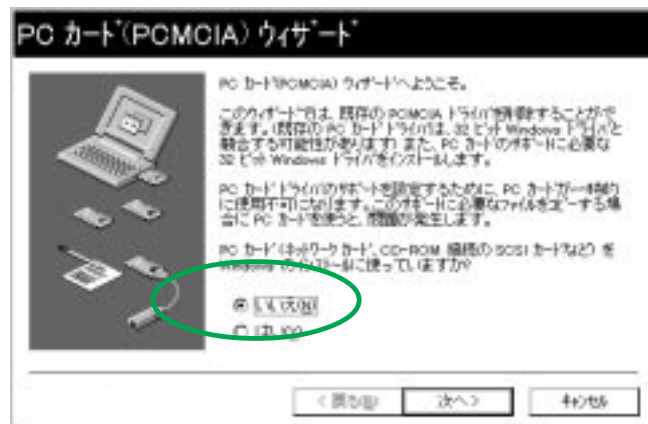 PC カード(PCMCIA) ウィザード
PC カード(PCMCIA) ウィザードへようこそ。
このウィザードでは、既存の PCMCIA ドライバを削除することがで
きます。(既存の PC カード ドライバは、32 ビット Windows ドライバと
競合する可能性があります) また、PC カードのサポートに必要な
32 ビット Windows ドライバをインストールします。
PC カード ドライバのサポートを設定するために、PC カードが一時的
に使用不可になります。このサポートに必要なファイルをコピーする場
合に PC カードを使うと、問題が発生します。
PC カード (ネットワーク カード、CD-ROM 接続の SCSI カードなど) を
Windows のインストールに使っていますか?
いいえ(N)
はい(Y)
< 戻る(B)
次へ >
キャンセル